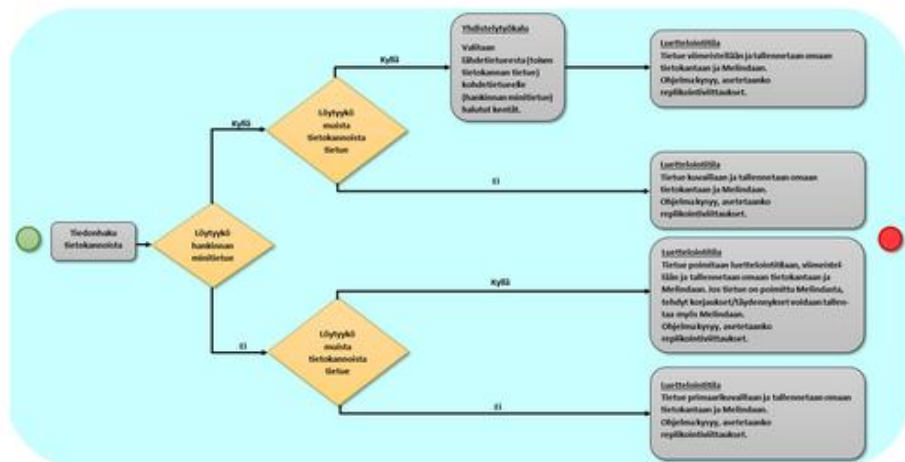 Tiedonhaku
tietokannoista
Löytyykö
hankinnan
minitietue
Kyllä
Ei
Löytyykö
muista
tietokannoista
tietue
Kyllä
Ei
Yhdistelytyökalu
Valitaan
lähdetietueesta (toisen
tietokannan tietue)
kohdetietueelle
(hankinnan minitietue)
halutut kentät.
Luettelointitila
Tietue viimeistellään ja tallennetaan omaan
tietokantaan ja Melindaan.
Ohjelma kysyy, asetetaanko
replikointiviittaukset.
Luettelointitila
Tietue kuvaillaan ja tallennetaan omaan
tietokantaan ja Melindaan.
Ohjelma kysyy, asetetaanko
replikointiviittaukset.
Löytyykö
muista
tietokannoista
tietue
Kyllä
Ei
Luettelointitila
Tietue poimitaan luettelointitilaan, viimeistel-
lään ja tallennetaan omaan tietokantaan ja
Melindaan. Jos tietue on poimittu Melindasta,
tehdyt korjaukset/täydennykset voidaan tallen-
taa myös Melindaan.
Ohjelma kysyy, asetetaanko
replikointiviittaukset.
Luettelointitila
Tietue primaarikuvaillaan ja tallennetaan omaan
tietokantaan ja Melindaan.
Ohjelma kysyy, asetetaanko
replikointiviittaukset.